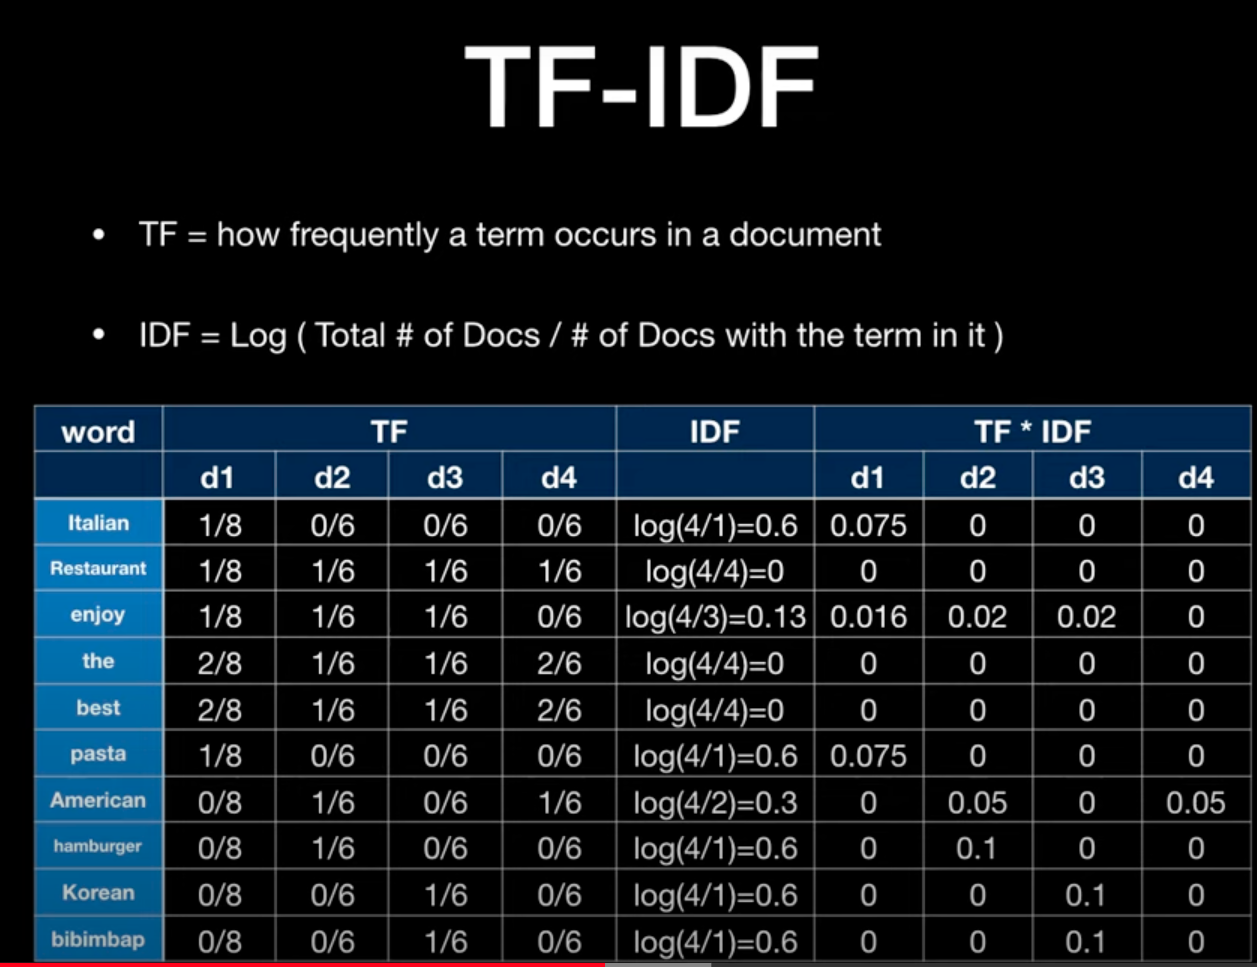 TF-IDF
• TF = how frequently a term occurs in a document
• IDF = Log ( Total # of Docs / # of Docs with the term in it )
word TF IDF TF * IDF
d1 d2 d3 d4 d1 d2 d3 d4
Italian 1/8 0/6 0/6 0/6 log(4/1)=0.6 0.075 0 0 0
Restaurant 1/8 1/6 1/6 1/6 log(4/4)=0 0 0 0 0
enjoy 1/8 1/6 1/6 0/6 log(4/3)=0.13 0.016 0.02 0.02 0
the 2/8 1/6 1/6 2/6 log(4/4)=0 0 0 0 0
best 2/8 1/6 1/6 2/6 log(4/4)=0 0 0 0 0
pasta 1/8 0/6 0/6 0/6 log(4/1)=0.6 0.075 0 0 0
American 0/8 1/6 0/6 1/6 log(4/2)=0.3 0 0.05 0 0.05
hamburger 0/8 1/6 0/6 0/6 log(4/1)=0.6 0 0.1 0 0
Korean 0/8 0/6 1/6 0/6 log(4/1)=0.6 0 0 0.1 0
bibimbap 0/8 0/6 1/6 0/6 log(4/1)=0.6 0 0 0.1 0